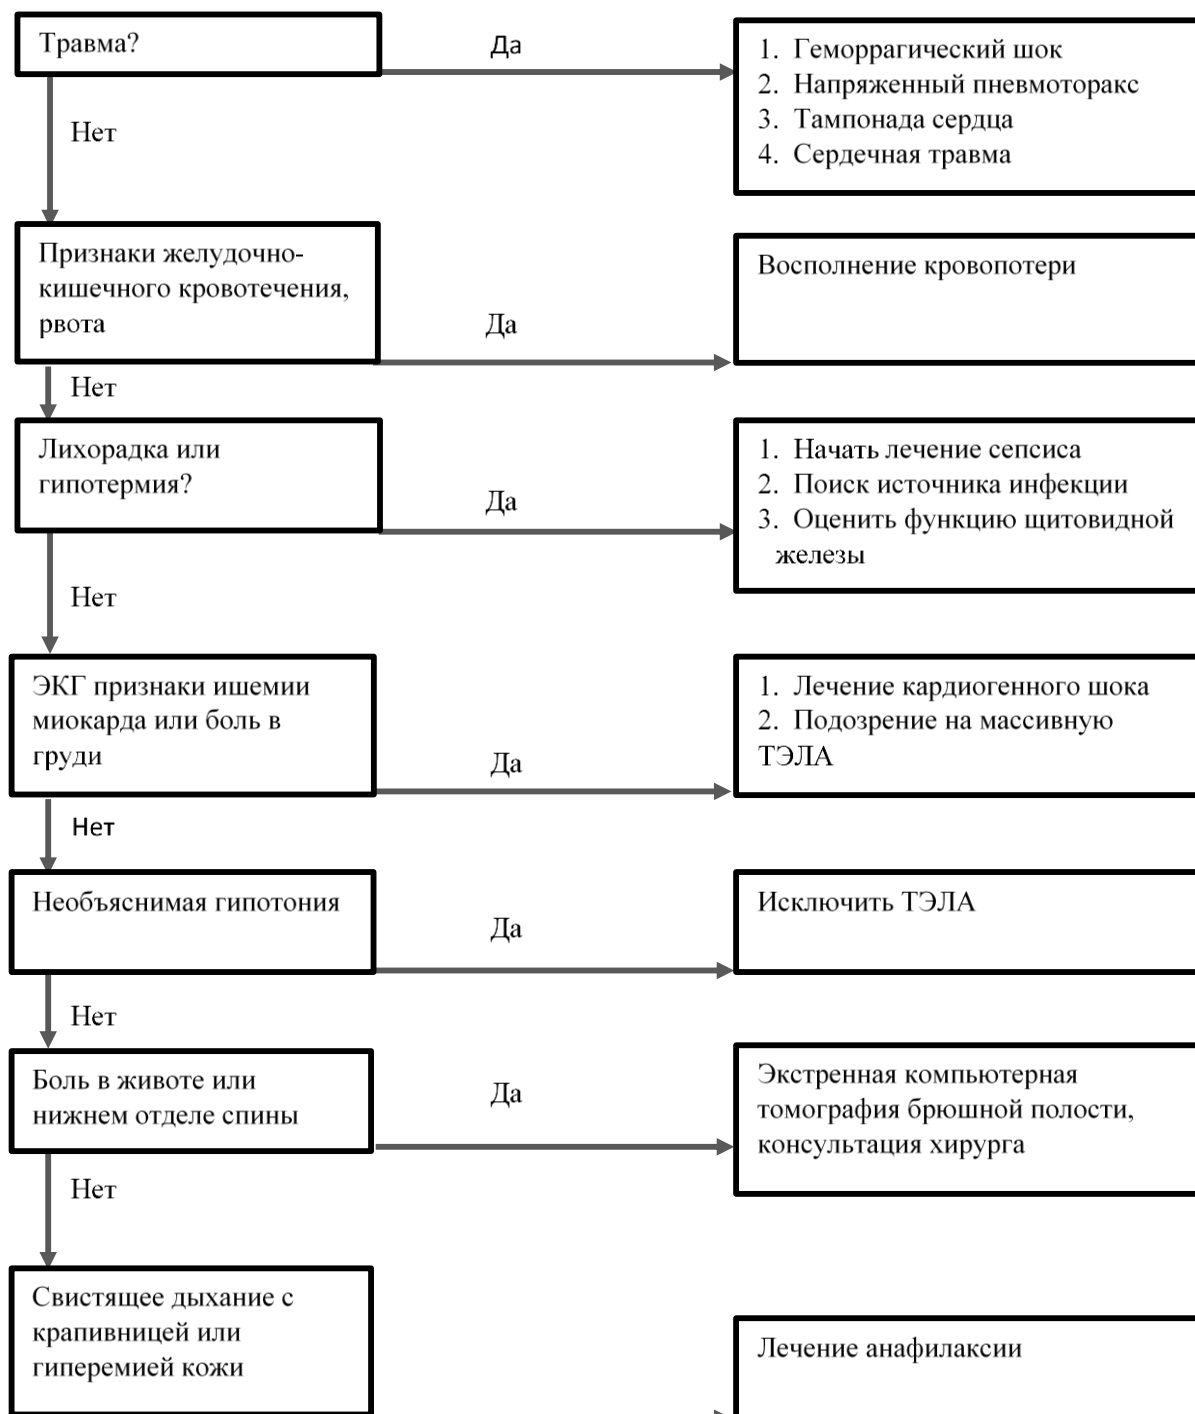 Травма?
Да
1. Геморрагический шок
2. Напряженный пневмоторакс
3. Тампонада сердца
4. Сердечная травма
Нет
Признаки желудочно-
кишечного кровотечения,
рвота
Да
Восполнение кровопотери
Нет
Лихорадка или
гипотермия?
Да
1. Начать лечение сепсиса
2. Поиск источника инфекции
3. Оценить функцию щитовидной
железы
Нет
ЭКГ признаки ишемии
миокарда или боль в
груди
Да
1. Лечение кардиогенного шока
2. Подозрение на массивную
ТЭЛА
Нет
Необъяснимая гипотония
Да
Исключить ТЭЛА
Нет
Боль в животе или
нижнем отделе спины
Да
Экстренная компьютерная
томография брюшной полости,
консультация хирурга
Нет
Свистящее дыхание с
крапивницей или
гиперемией кожи
Лечение анафилаксии